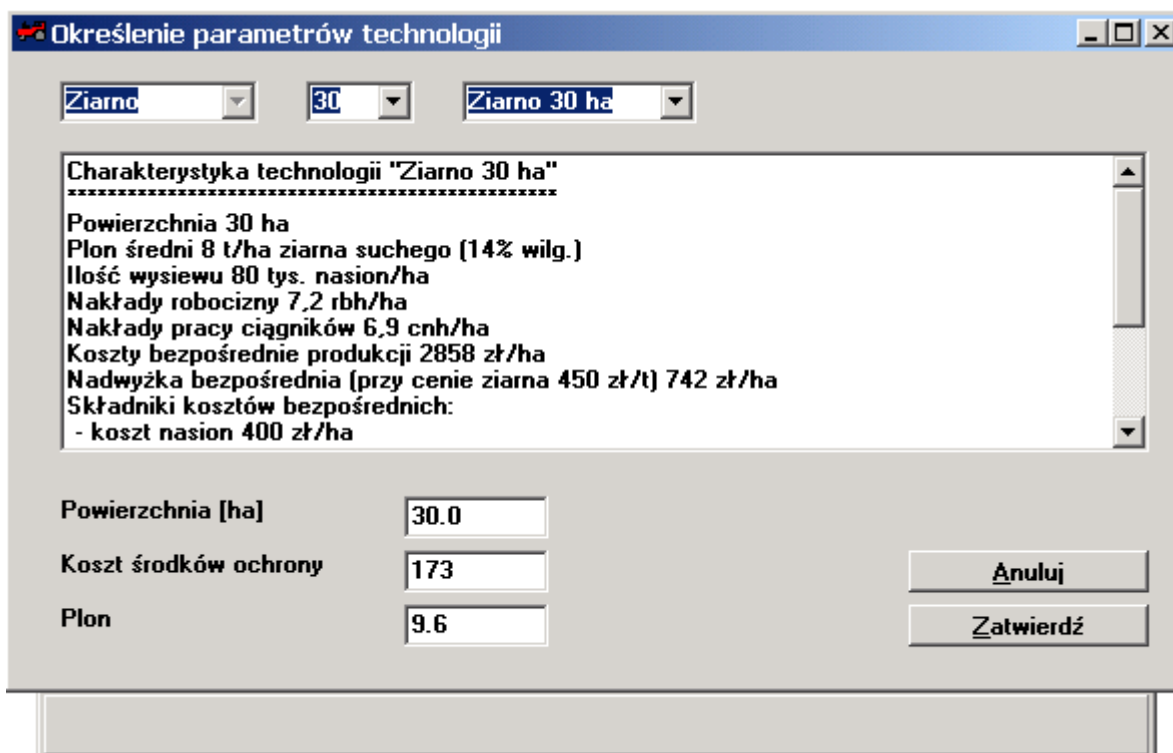 Określenie parametrów technologii
Ziarno 30 Ziarno 30 ha
Charakterystyka technologii "Ziarno 30 ha"
*************************************************
Powierzchnia 30 ha
Plon średni 8 t/ha ziarna suchego (14% wilg.)
Ilość wysiewu 80 tys. nasion/ha
Nakłady robocizny 7,2 rbh/ha
Nakłady pracy ciągników 6,9 cnh/ha
Koszty bezpośrednie produkcji 2858 zł/ha
Nadwyżka bezpośrednia (przy cenie ziarna 450 zł/t) 742 zł/ha
Składniki kosztów bezpośrednich:
- koszt nasion 400 zł/ha
Powierzchnia [ha] 30.0
Koszt środków ochrony 173
Anuluj
Plon 9.6
Zatwierdź